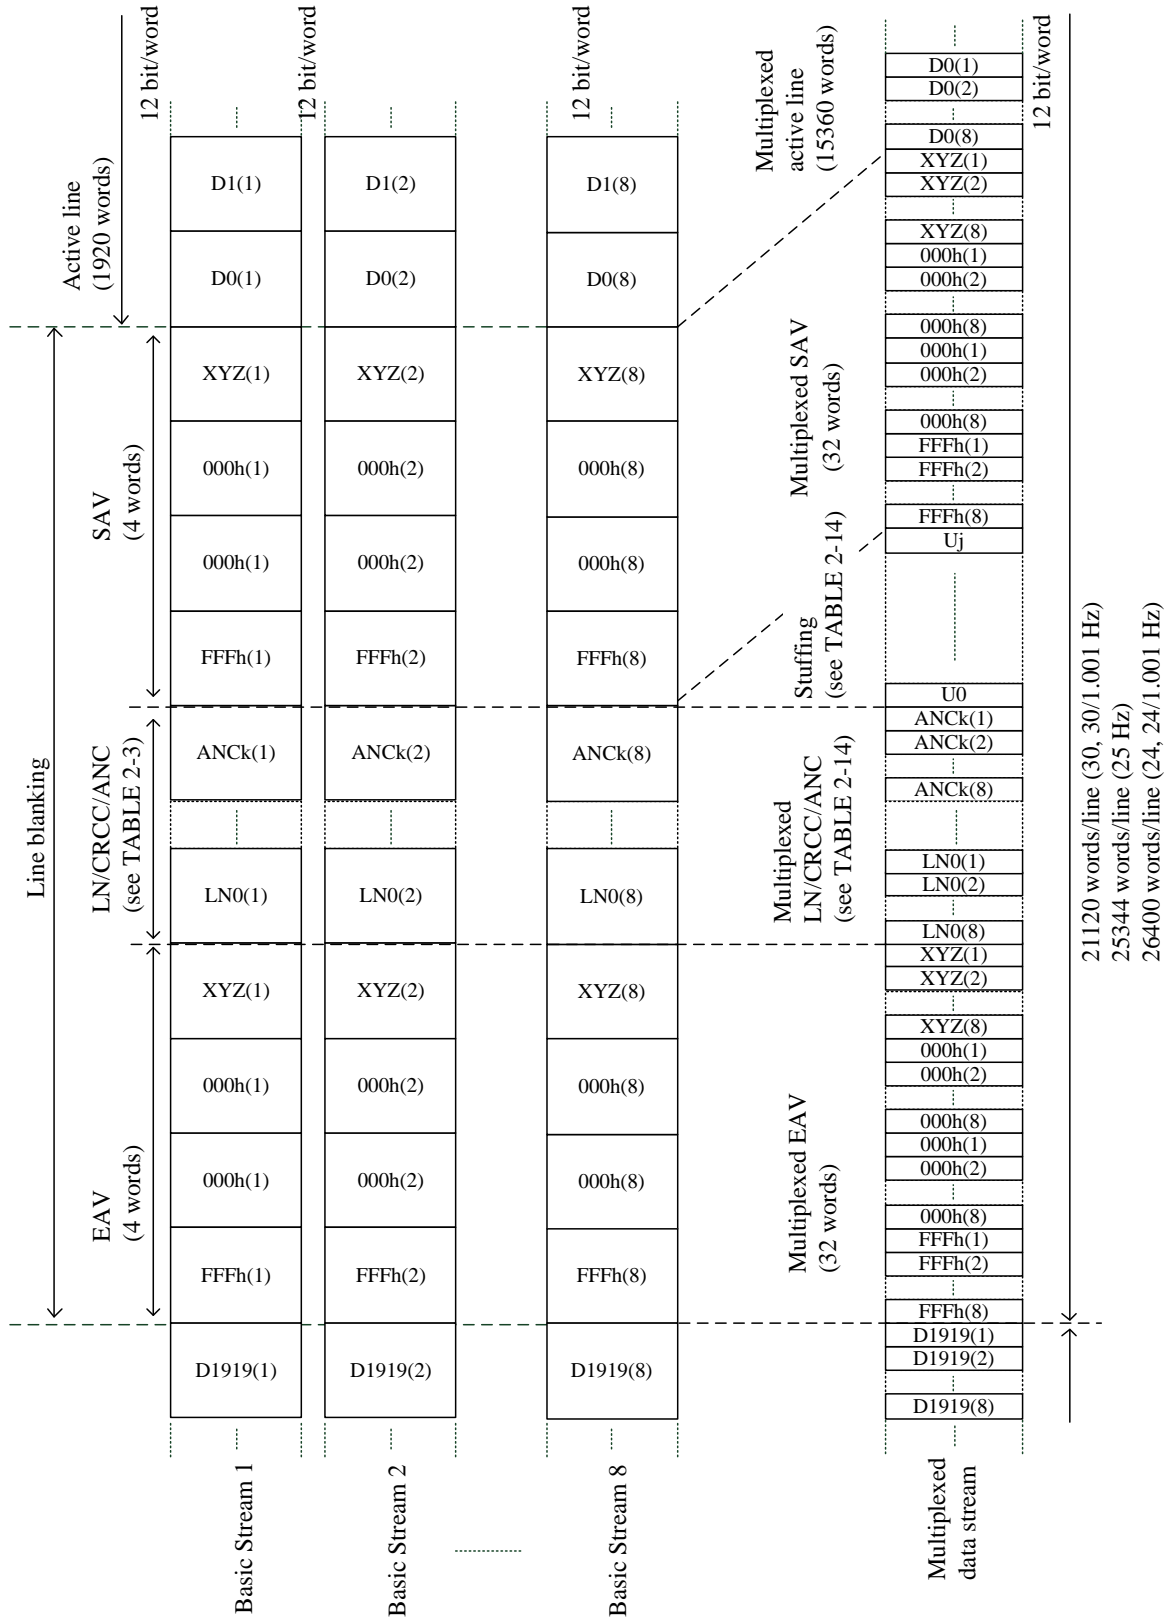 Line blanking
Active line
(1920 words)
SAV
(4 words)
LN/CRCC/ANC
(see TABLE 2-3)
EAV
(4 words)
12 bit/word
D1(1)
D0(1)
XYZ(1)
000h(1)
000h(1)
FFFh(1)
ANCk(1)
LN0(1)
XYZ(1)
000h(1)
000h(1)
FFFh(1)
D1919(1)
Basic Stream 1
12 bit/word
D1(2)
D0(2)
XYZ(2)
000h(2)
000h(2)
FFFh(2)
ANCk(2)
LN0(2)
XYZ(2)
000h(2)
000h(2)
FFFh(2)
D1919(2)
Basic Stream 2
12 bit/word
D1(8)
D0(8)
XYZ(8)
000h(8)
000h(8)
FFFh(8)
ANCk(8)
LN0(8)
XYZ(8)
000h(8)
000h(8)
FFFh(8)
D1919(8)
Basic Stream 8
Multiplexed
active line
(15360 words)
Multiplexed SAV
(32 words)
Stuffing
(see TABLE 2-14)
Multiplexed
LN/CRCC/ANC
(see TABLE 2-14)
Multiplexed EAV
(32 words)
D0(1)
D0(2)
D0(8)
XYZ(1)
XYZ(2)
XYZ(8)
000h(1)
000h(2)
000h(8)
000h(1)
000h(2)
000h(8)
FFFh(1)
FFFh(2)
FFFh(8)
Uj
U0
ANCk(1)
ANCk(2)
ANCk(8)
LN0(1)
LN0(2)
LN0(8)
XYZ(1)
XYZ(2)
XYZ(8)
000h(1)
000h(2)
000h(8)
000h(1)
000h(2)
000h(8)
FFFh(1)
FFFh(2)
FFFh(8)
D1919(1)
D1919(2)
D1919(8)
Multiplexed
data stream
12 bit/word
21120 words/line (30, 30/1.001 Hz)
25344 words/line (25 Hz)
26400 words/line (24, 24/1.001 Hz)